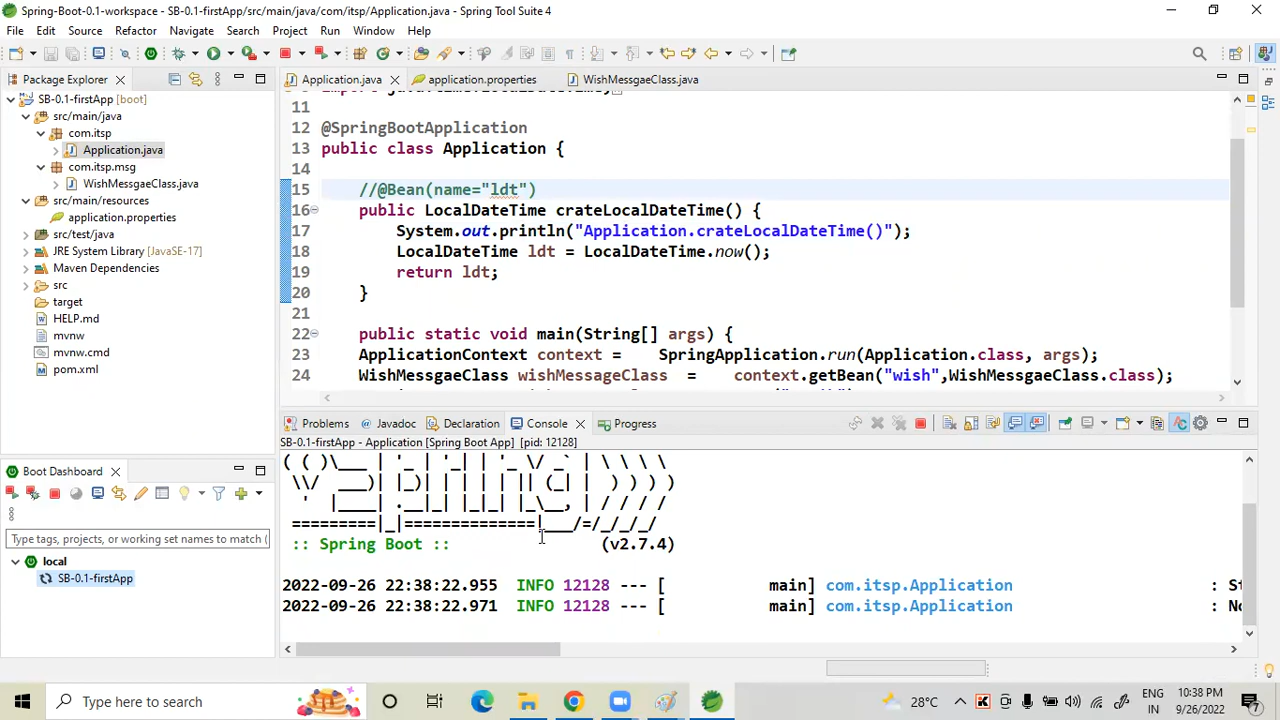 Spring-Boot-0.1-workspace - SB-0.1-firstApp/src/main/java/com/itsp/Application.java - Spring Tool Suite 4
File Edit Source Refactor Navigate Search Project Run Window Help
Package Explorer
SB-0.1-firstApp [boot]
src/main/java
com.itsp
Application.java
com.itsp.msg
WishMessgaeClass.java
src/main/resources
application.properties
src/test/java
JRE System Library [JavaSE-17]
Maven Dependencies
src
target
HELP.md
mvnw
mvnw.cmd
pom.xml
Boot Dashboard
Type tags, projects, or working set names to match (
local
SB-0.1-firstApp
Application.java application.properties WishMessgaeClass.java
11
12 @SpringBootApplication
13 public class Application {
14
15 //@Bean(name="ldt")
16 public LocalDateTime crateLocalDateTime() {
17 System.out.println("Application.crateLocalDateTime()");
18 LocalDateTime ldt = LocalDateTime.now();
19 return ldt;
20 }
21
22 public static void main(String[] args) {
23 ApplicationContext context = SpringApplication.run(Application.class, args);
24 WishMessgaeClass wishMessageClass = context.getBean("wish",WishMessgaeClass.class);
Problems Javadoc Declaration Console Progress
SB-0.1-firstApp - Application [Spring Boot App] [pid: 12128]
:: Spring Boot :: (v2.7.4)
2022-09-26 22:38:22.955 INFO 12128 --- [ main] com.itsp.Application : St
2022-09-26 22:38:22.971 INFO 12128 --- [ main] com.itsp.Application : No
Type here to search
28°C
ENG
IN
10:38 PM
9/26/2022
7